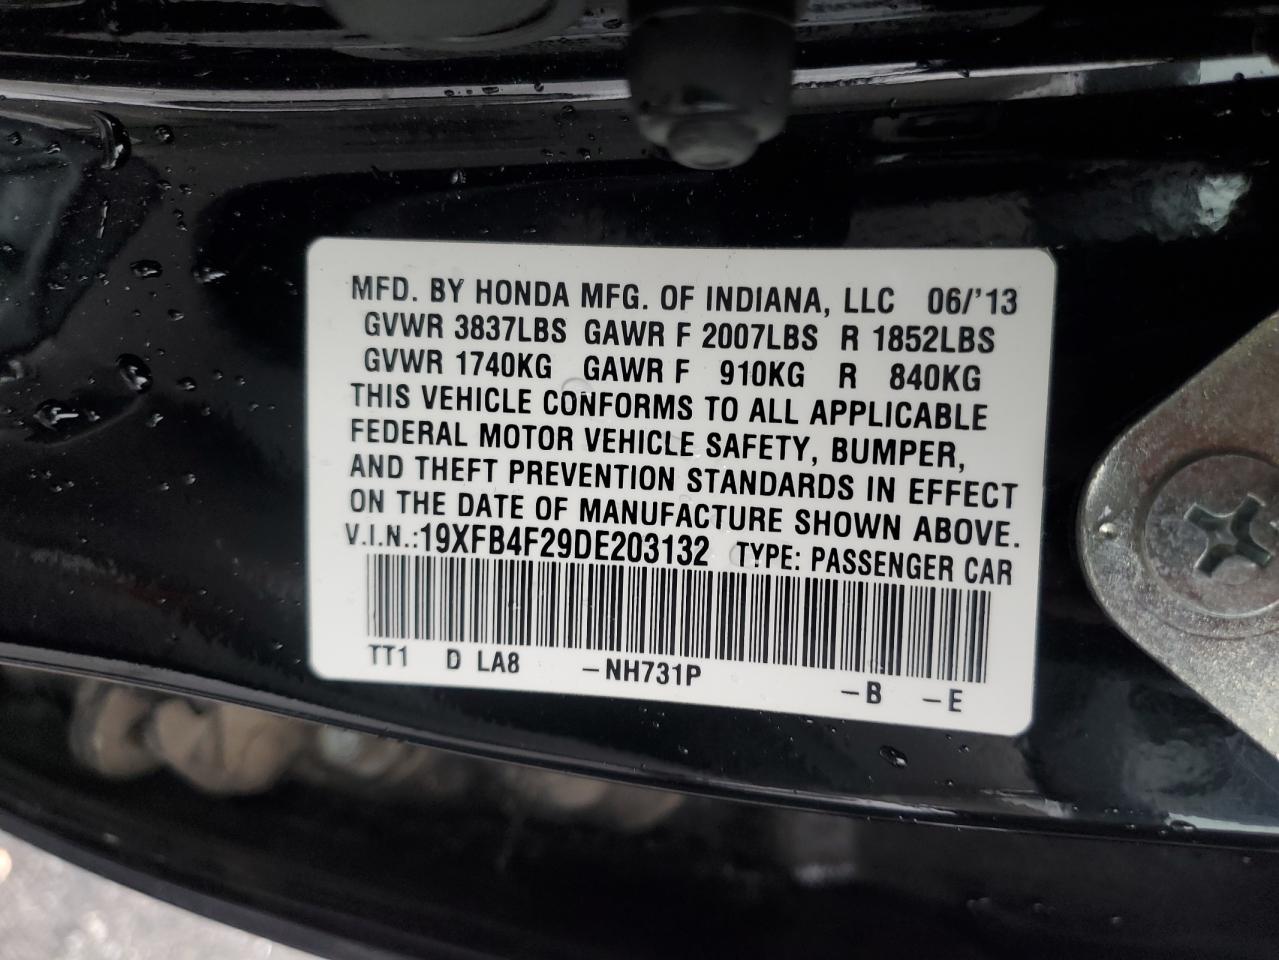 MFD. BY HONDA MFG. OF INDIANA, LLC 06/'13
GVWR 3837LBS GAWR F 2007LBS R 1852LBS
GVWR 1740KG GAWR F 910KG R 840KG
THIS VEHICLE CONFORMS TO ALL APPLICABLE
FEDERAL MOTOR VEHICLE SAFETY, BUMPER,
AND THEFT PREVENTION STANDARDS IN EFFECT
ON THE DATE OF MANUFACTURE SHOWN ABOVE.
V.I.N.:19XFB4F29DE203132 TYPE: PASSENGER CAR
TT1 D LA8 –NH731P –B –E